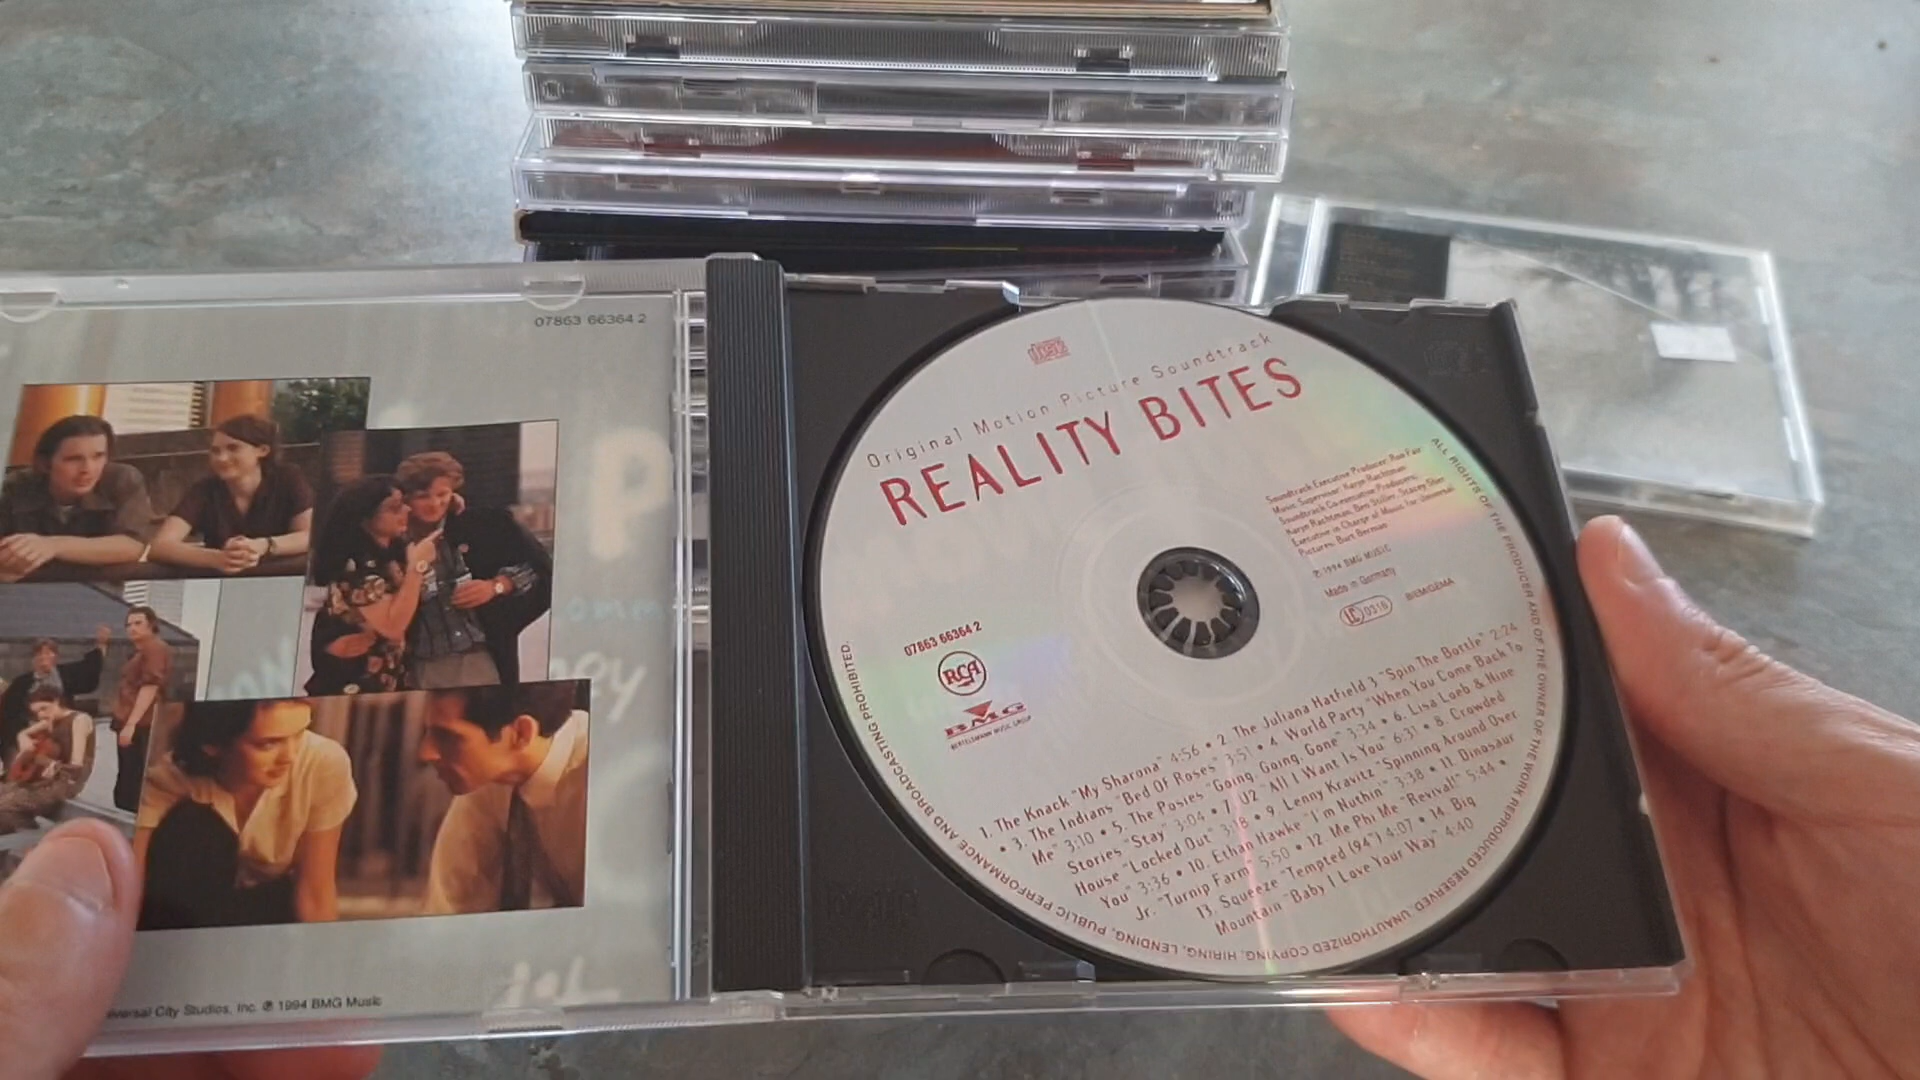 07863 66364 2
Universal City Studios, Inc. ℗ 1994 BMG Music
Original Motion Picture Soundtrack
REALITY BITES
Soundtrack Executive Producer: Ron Fair
Music Supervisor: Karyn Rachtman
Soundtrack Co-executive Producers:
Karyn Rachtman, Ben Stiller, Stacey Sher
Executive in Charge of Music for Universal
Pictures: Burt Berman
℗ 1994 BMG MUSIC
Made in Germany
LC 0316
BIEM/GEMA
07863 66364 2
RCA
BMG
BERTELSMANN MUSIC GROUP
1. The Knack "My Sharona" 4:56 • 2. The Juliana Hatfield 3 "Spin The Bottle" 2:24
• 3. The Indians "Bed Of Roses" 3:51 • 4. World Party "When You Come Back To
Me" 3:10 • 5. The Posies "Going, Going, Gone" 3:34 • 6. Lisa Loeb & Nine
Stories "Stay" 3:04 • 7. U2 "All I Want Is You" 6:31 • 8. Crowded
House "Locked Out" 3:18 • 9. Lenny Kravitz "Spinning Around Over
You" 3:36 • 10. Ethan Hawke "I'm Nuthin'" 3:38 • 11. Dinosaur
Jr. "Turnip Farm" 5:50 • 12. Me Phi Me "Revival" 5:44 •
13. Squeeze "Tempted (94')" 4:07 • 14. Big
Mountain "Baby I Love Your Way" 4:40
ALL RIGHTS OF THE PRODUCER AND OF THE OWNER OF THE WORK REPRODUCED RESERVED. UNAUTHORIZED COPYING, HIRING, LENDING, PUBLIC PERFORMANCE AND BROADCASTING PROHIBITED.